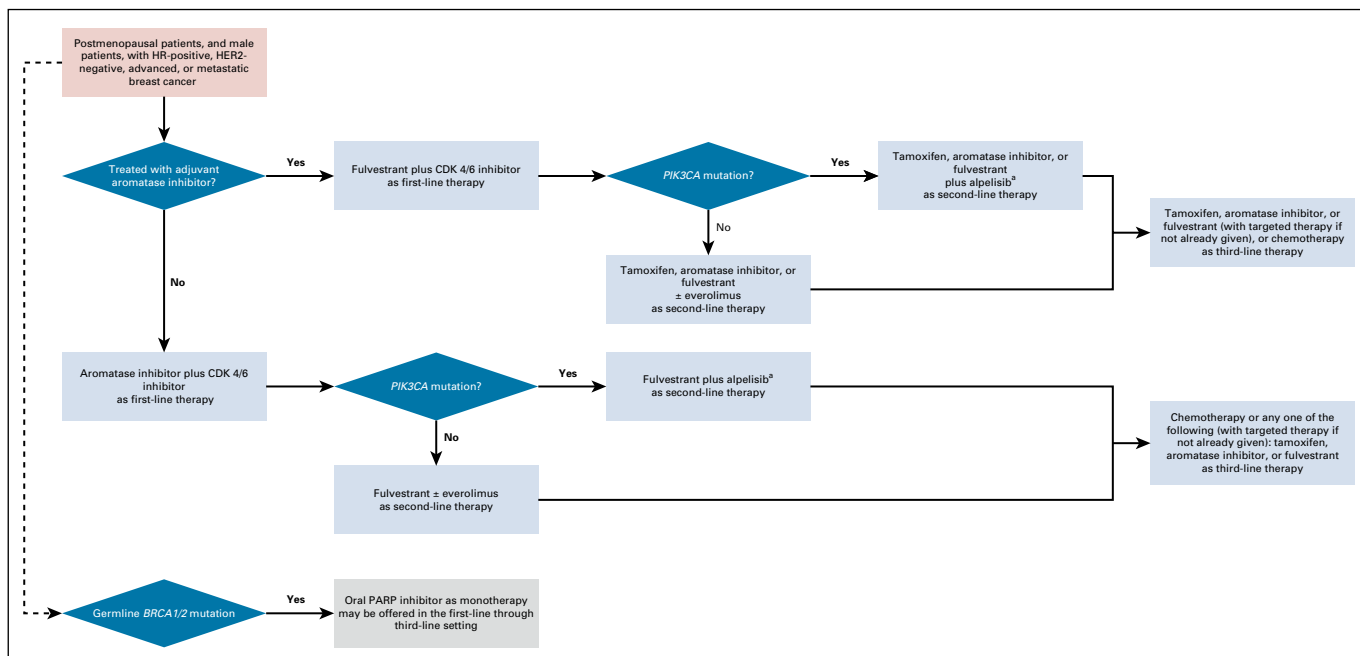 Postmenopausal patients, and male
patients, with HR-positive, HER2-
negative, advanced, or metastatic
breast cancer
Treated with adjuvant
aromatase inhibitor?
Yes
Fulvestrant plus CDK 4/6 inhibitor
as first-line therapy
PIK3CA mutation?
Yes
Tamoxifen, aromatase inhibitor, or
fulvestrant
plus alpelisibᵃ
as second-line therapy
Tamoxifen, aromatase inhibitor, or
fulvestrant (with targeted therapy if
not already given), or chemotherapy
as third-line therapy
No
Tamoxifen, aromatase inhibitor, or
fulvestrant
± everolimus
as second-line therapy
No
Aromatase inhibitor plus CDK 4/6
inhibitor
as first-line therapy
PIK3CA mutation?
Yes
Fulvestrant plus alpelisibᵃ
as second-line therapy
Chemotherapy or any one of the
following (with targeted therapy if
not already given): tamoxifen,
aromatase inhibitor, or fulvestrant
as third-line therapy
No
Fulvestrant ± everolimus
as second-line therapy
Germline BRCA1/2 mutation
Yes
Oral PARP inhibitor as monotherapy
may be offered in the first-line through
third-line setting